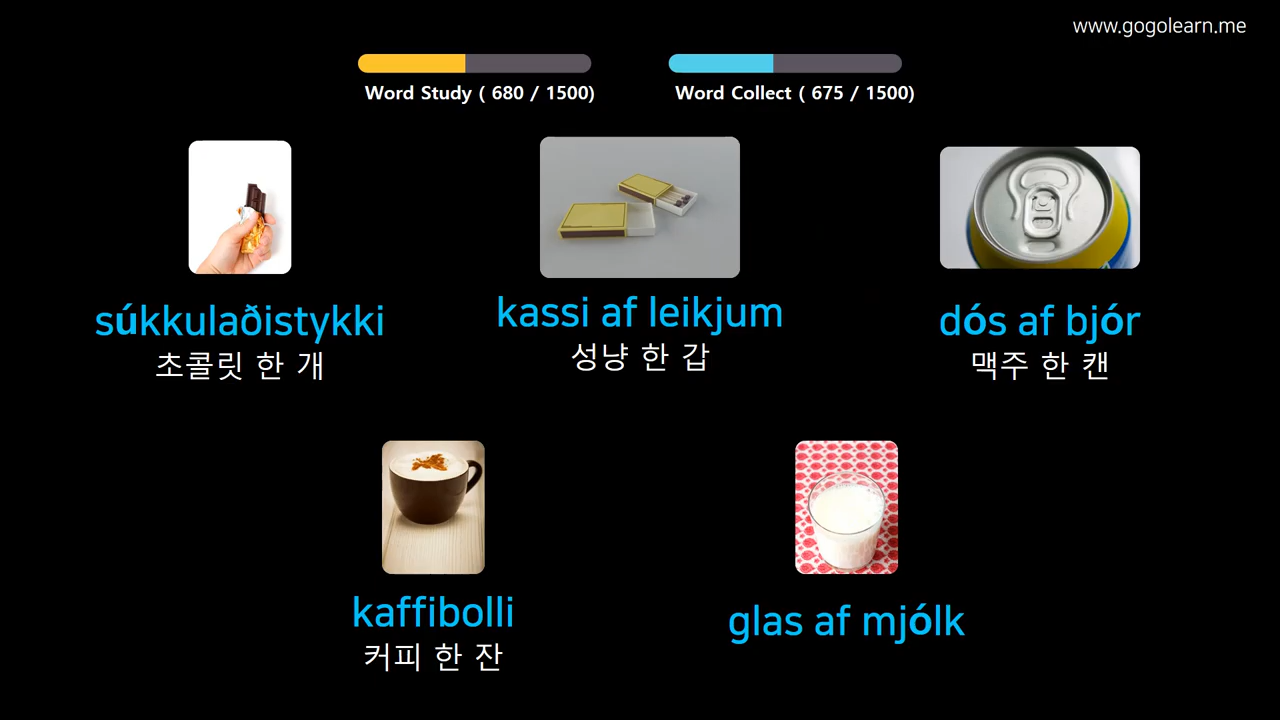 www.gogolearn.me
Word Study ( 680 / 1500)
Word Collect ( 675 / 1500)
súkkulaðistykki
초콜릿 한 개
kassi af leikjum
성냥 한 갑
dós af bjór
맥주 한 캔
kaffibolli
커피 한 잔
glas af mjólk